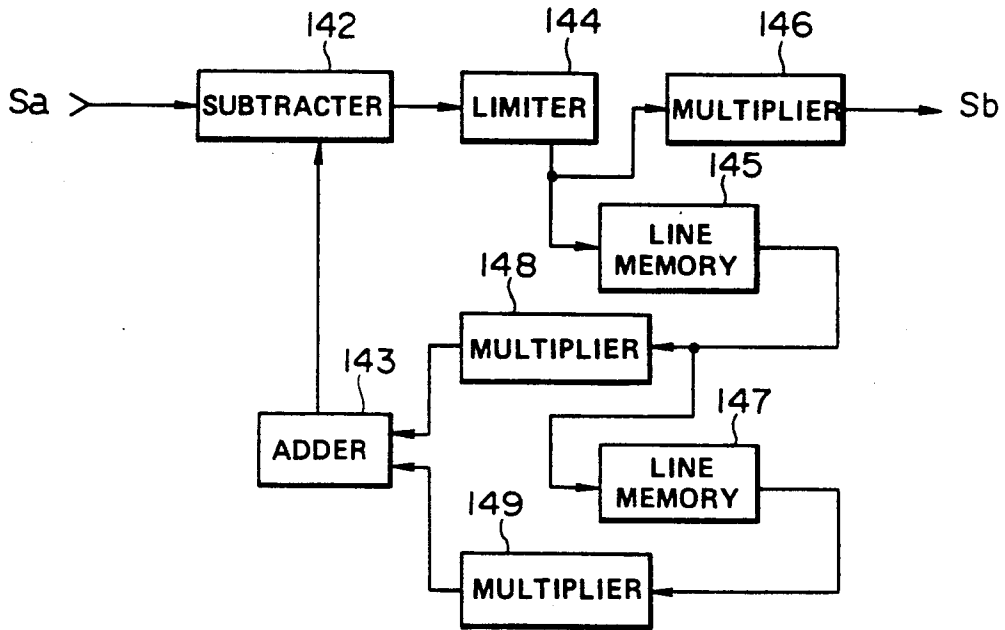 142
144
146
Sa
SUBTRACTER
LIMITER
MULTIPLIER
Sb
145
LINE
MEMORY
148
MULTIPLIER
143
ADDER
147
LINE
MEMORY
149
MULTIPLIER